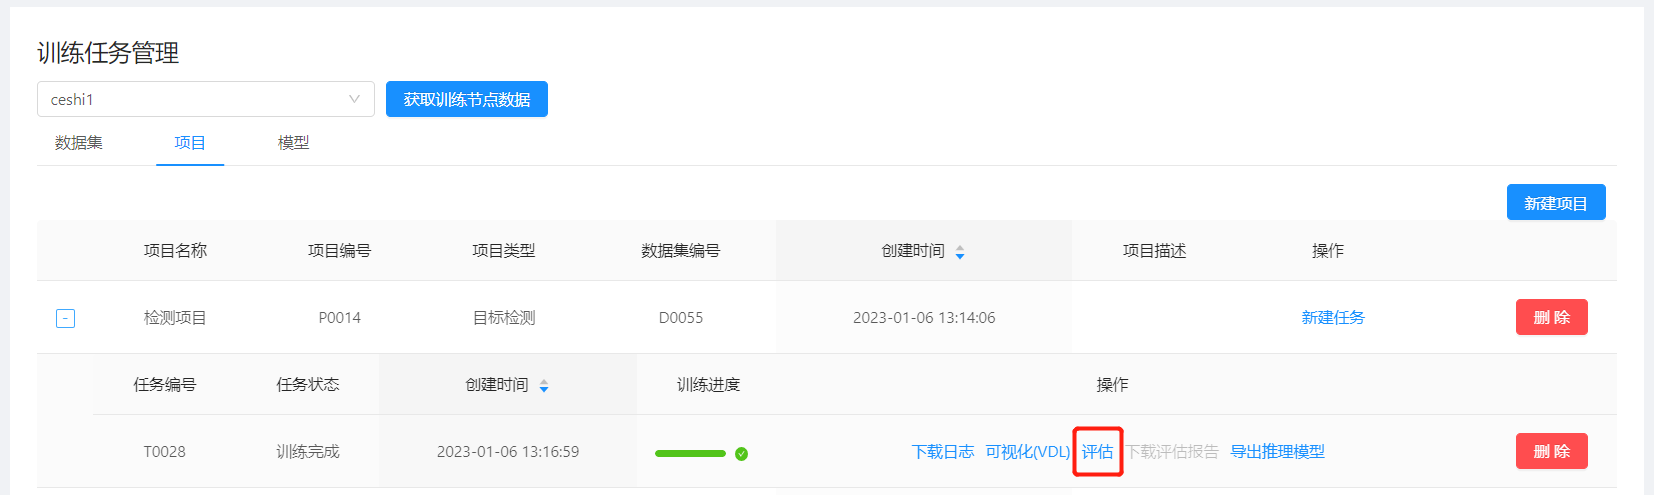 训练任务管理
ceshi1 获取训练节点数据
数据集 项目 模型
新建项目
项目名称 项目编号 项目类型 数据集编号 创建时间 项目描述 操作
检测项目 P0014 目标检测 D0055 2023-01-06 13:14:06 新建任务 删 除
任务编号 任务状态 创建时间 训练进度 操作
T0028 训练完成 2023-01-06 13:16:59 下载日志 可视化(VDL) 评估 下载评估报告 导出推理模型 删 除